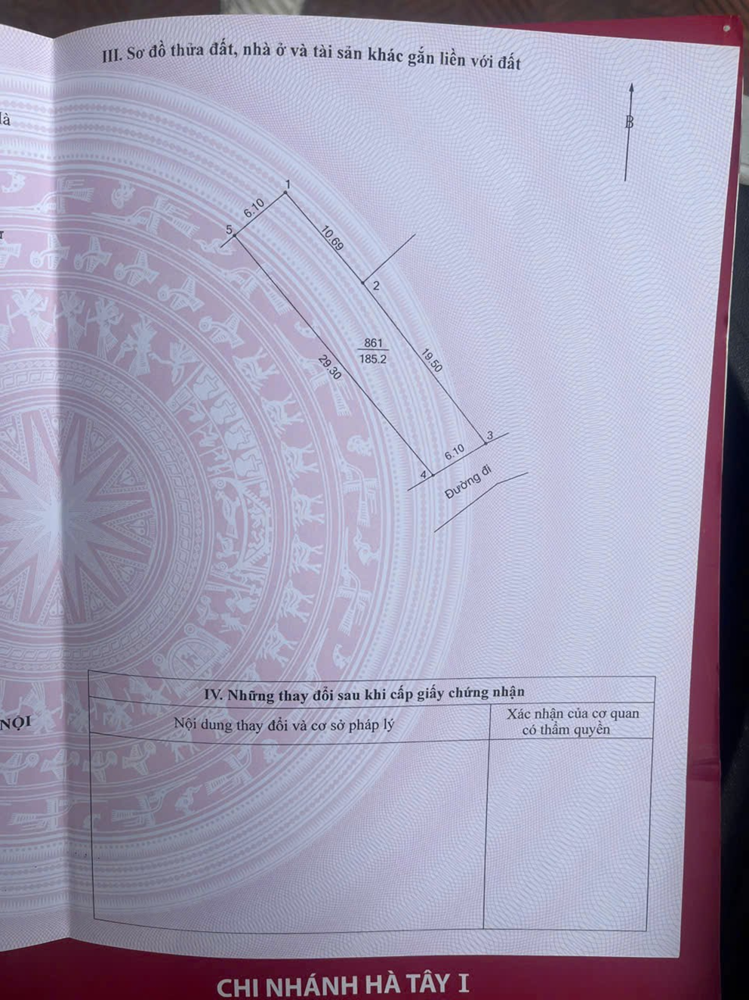 III. Sơ đồ thửa đất, nhà ở và tài sản khác gắn liền với đất
B
1
6.10
5
10.69
2
861
185.2
29.30
19.50
3
6.10
4
Đường đi
IV. Những thay đổi sau khi cấp giấy chứng nhận
NỘI
Nội dung thay đổi và cơ sở pháp lý
Xác nhận của cơ quan
có thẩm quyền
CHI NHÁNH HÀ TÂY I